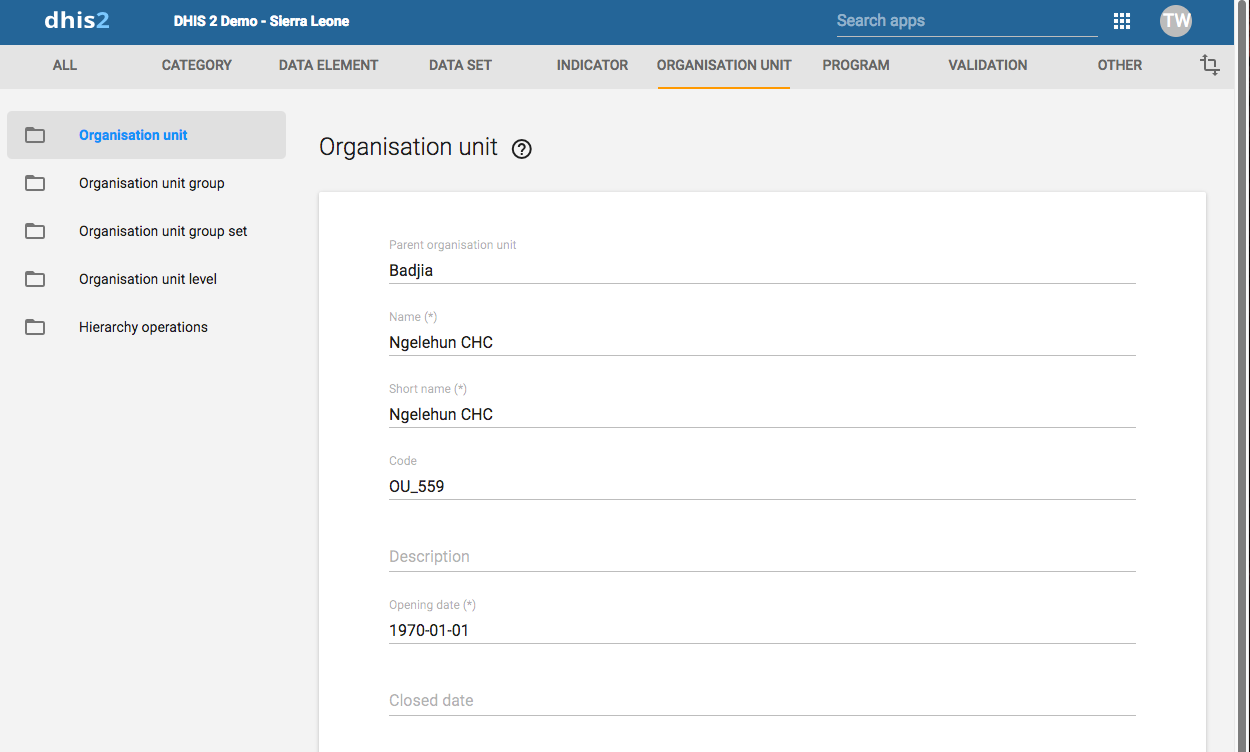 dhis2
DHIS 2 Demo - Sierra Leone
Search apps
TW
ALL CATEGORY DATA ELEMENT DATA SET INDICATOR ORGANISATION UNIT PROGRAM VALIDATION OTHER
Organisation unit
Organisation unit group
Organisation unit group set
Organisation unit level
Hierarchy operations
Organisation unit ?
Parent organisation unit
Badjia
Name (*)
Ngelehun CHC
Short name (*)
Ngelehun CHC
Code
OU_559
Description
Opening date (*)
1970-01-01
Closed date